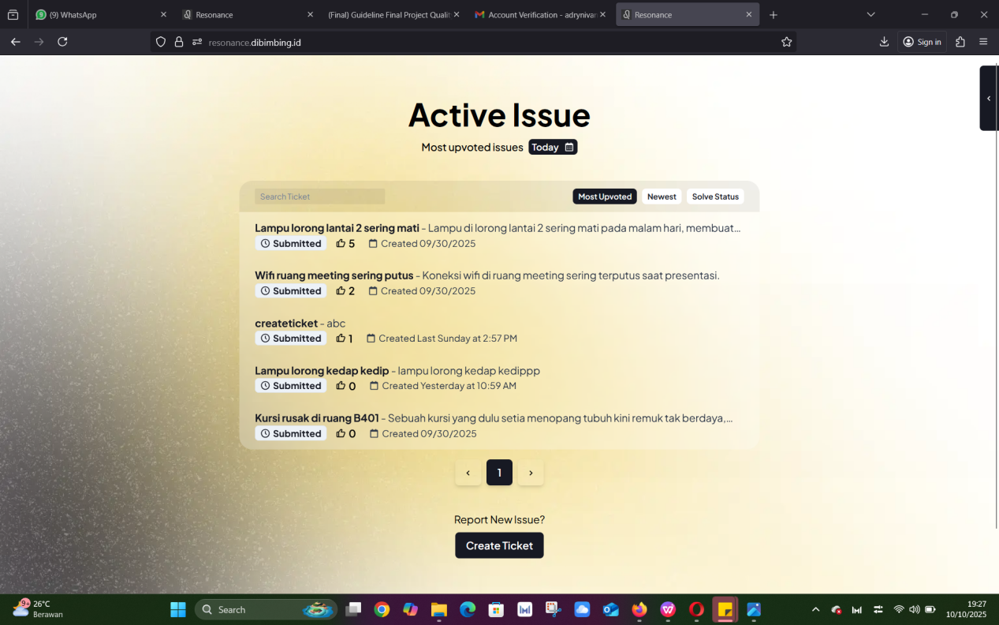 (9) WhatsApp
Resonance
(Final) Guideline Final Project Qualit
Account Verification - adrynivan
Resonance
resonance.dibimbing.id
Sign in
Active Issue
Most upvoted issues Today
Search Ticket
Most Upvoted Newest Solve Status
Lampu lorong lantai 2 sering mati - Lampu di lorong lantai 2 sering mati pada malam hari, membuat...
Submitted 5 Created 09/30/2025
Wifi ruang meeting sering putus - Koneksi wifi di ruang meeting sering terputus saat presentasi.
Submitted 2 Created 09/30/2025
createticket - abc
Submitted 1 Created Last Sunday at 2:57 PM
Lampu lorong kedap kedip - lampu lorong kedap kedippp
Submitted 0 Created Yesterday at 10:59 AM
Kursi rusak di ruang B401 - Sebuah kursi yang dulu setia menopang tubuh kini remuk tak berdaya,...
Submitted 0 Created 09/30/2025
1
Report New Issue?
Create Ticket
9+
26°C
Berawan
Search
19:27
10/10/2025